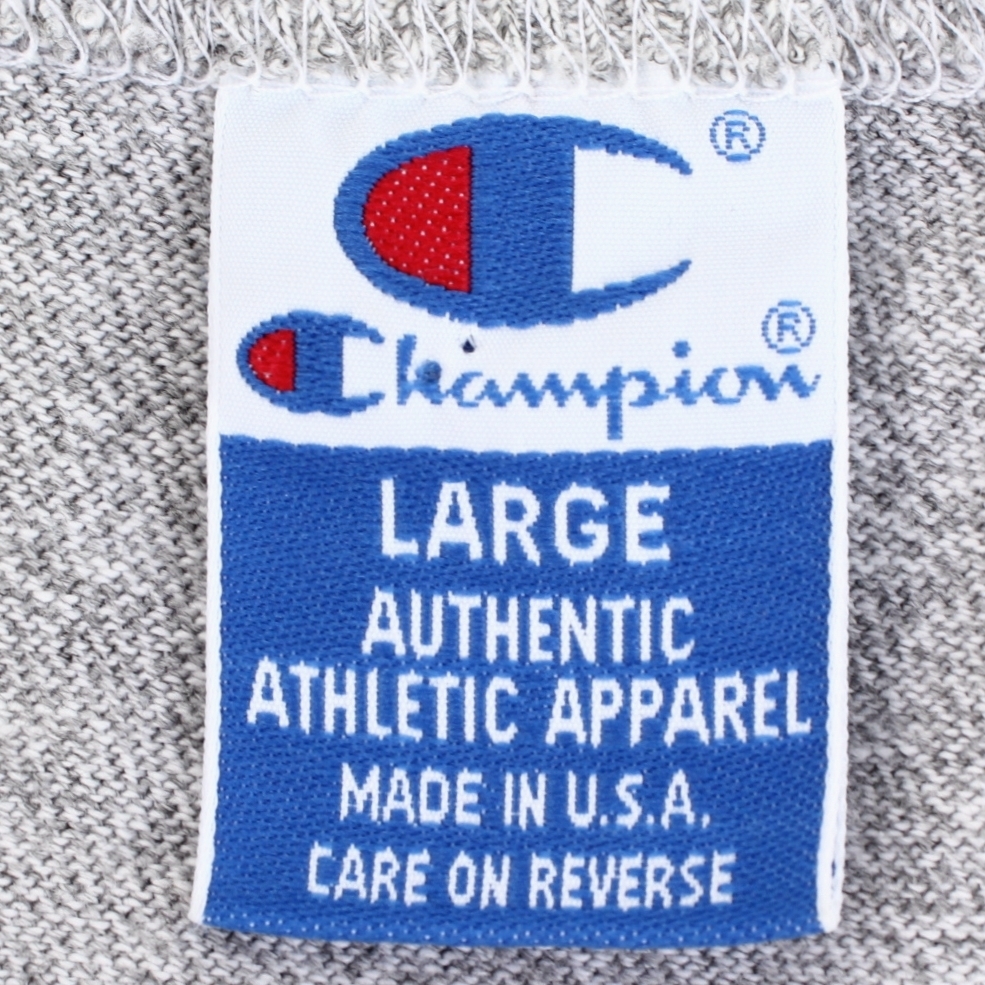 ®
Champion®
LARGE
AUTHENTIC
ATHLETIC APPAREL
MADE IN U.S.A.
CARE ON REVERSE